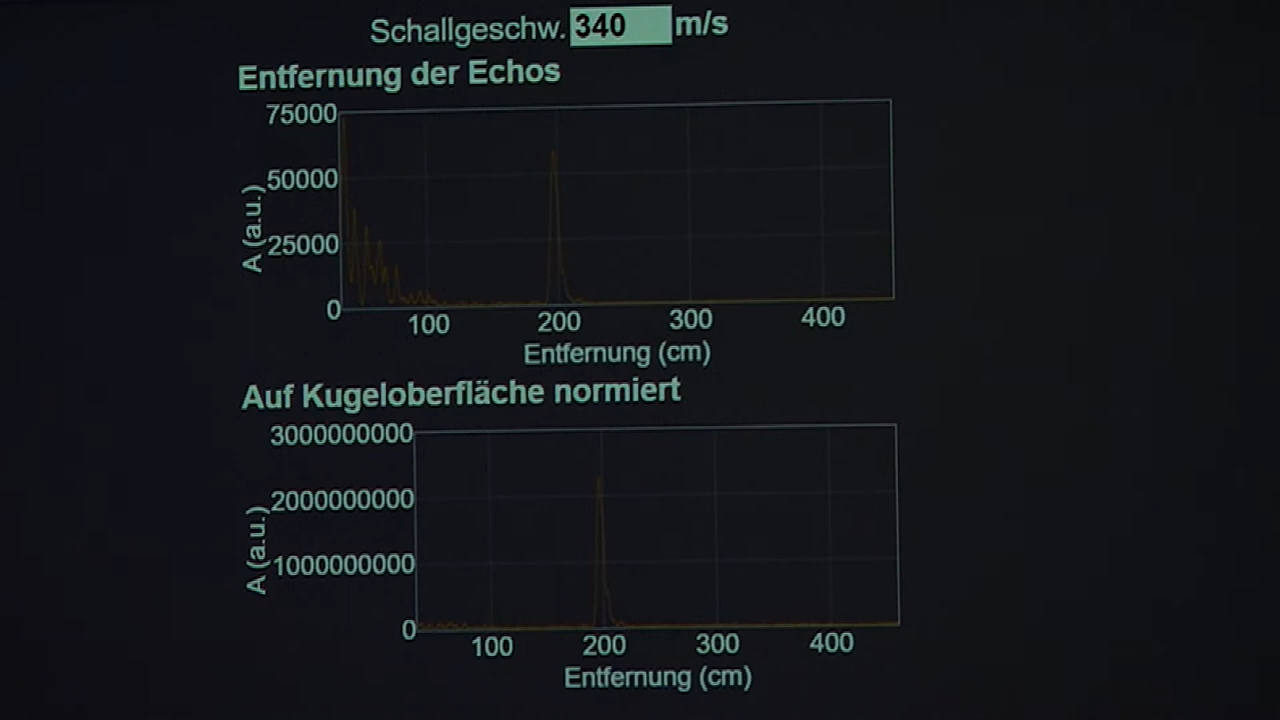 Schallgeschw. 340 m/s
Entfernung der Echos
75000
50000
25000
0
A (a.u.)
100 200 300 400
Entfernung (cm)
Auf Kugeloberfläche normiert
3000000000
2000000000
1000000000
0
A (a.u.)
100 200 300 400
Entfernung (cm)